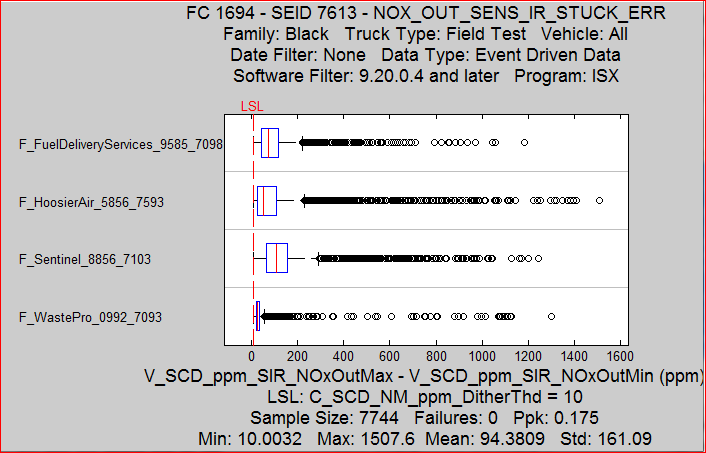 FC 1694 - SEID 7613 - NOX_OUT_SENS_IR_STUCK_ERR
Family: Black   Truck Type: Field Test   Vehicle: All
Date Filter: None   Data Type: Event Driven Data
Software Filter: 9.20.0.4 and later   Program: ISX
LSL
F_FuelDeliveryServices_9585_7098
F_HoosierAir_5856_7593
F_Sentinel_8856_7103
F_WastePro_0992_7093
0 200 400 600 800 1000 1200 1400 1600
V_SCD_ppm_SIR_NOxOutMax - V_SCD_ppm_SIR_NOxOutMin (ppm)
LSL: C_SCD_NM_ppm_DitherThd = 10
Sample Size: 7744   Failures: 0   Ppk: 0.175
Min: 10.0032   Max: 1507.6   Mean: 94.3809   Std: 161.09